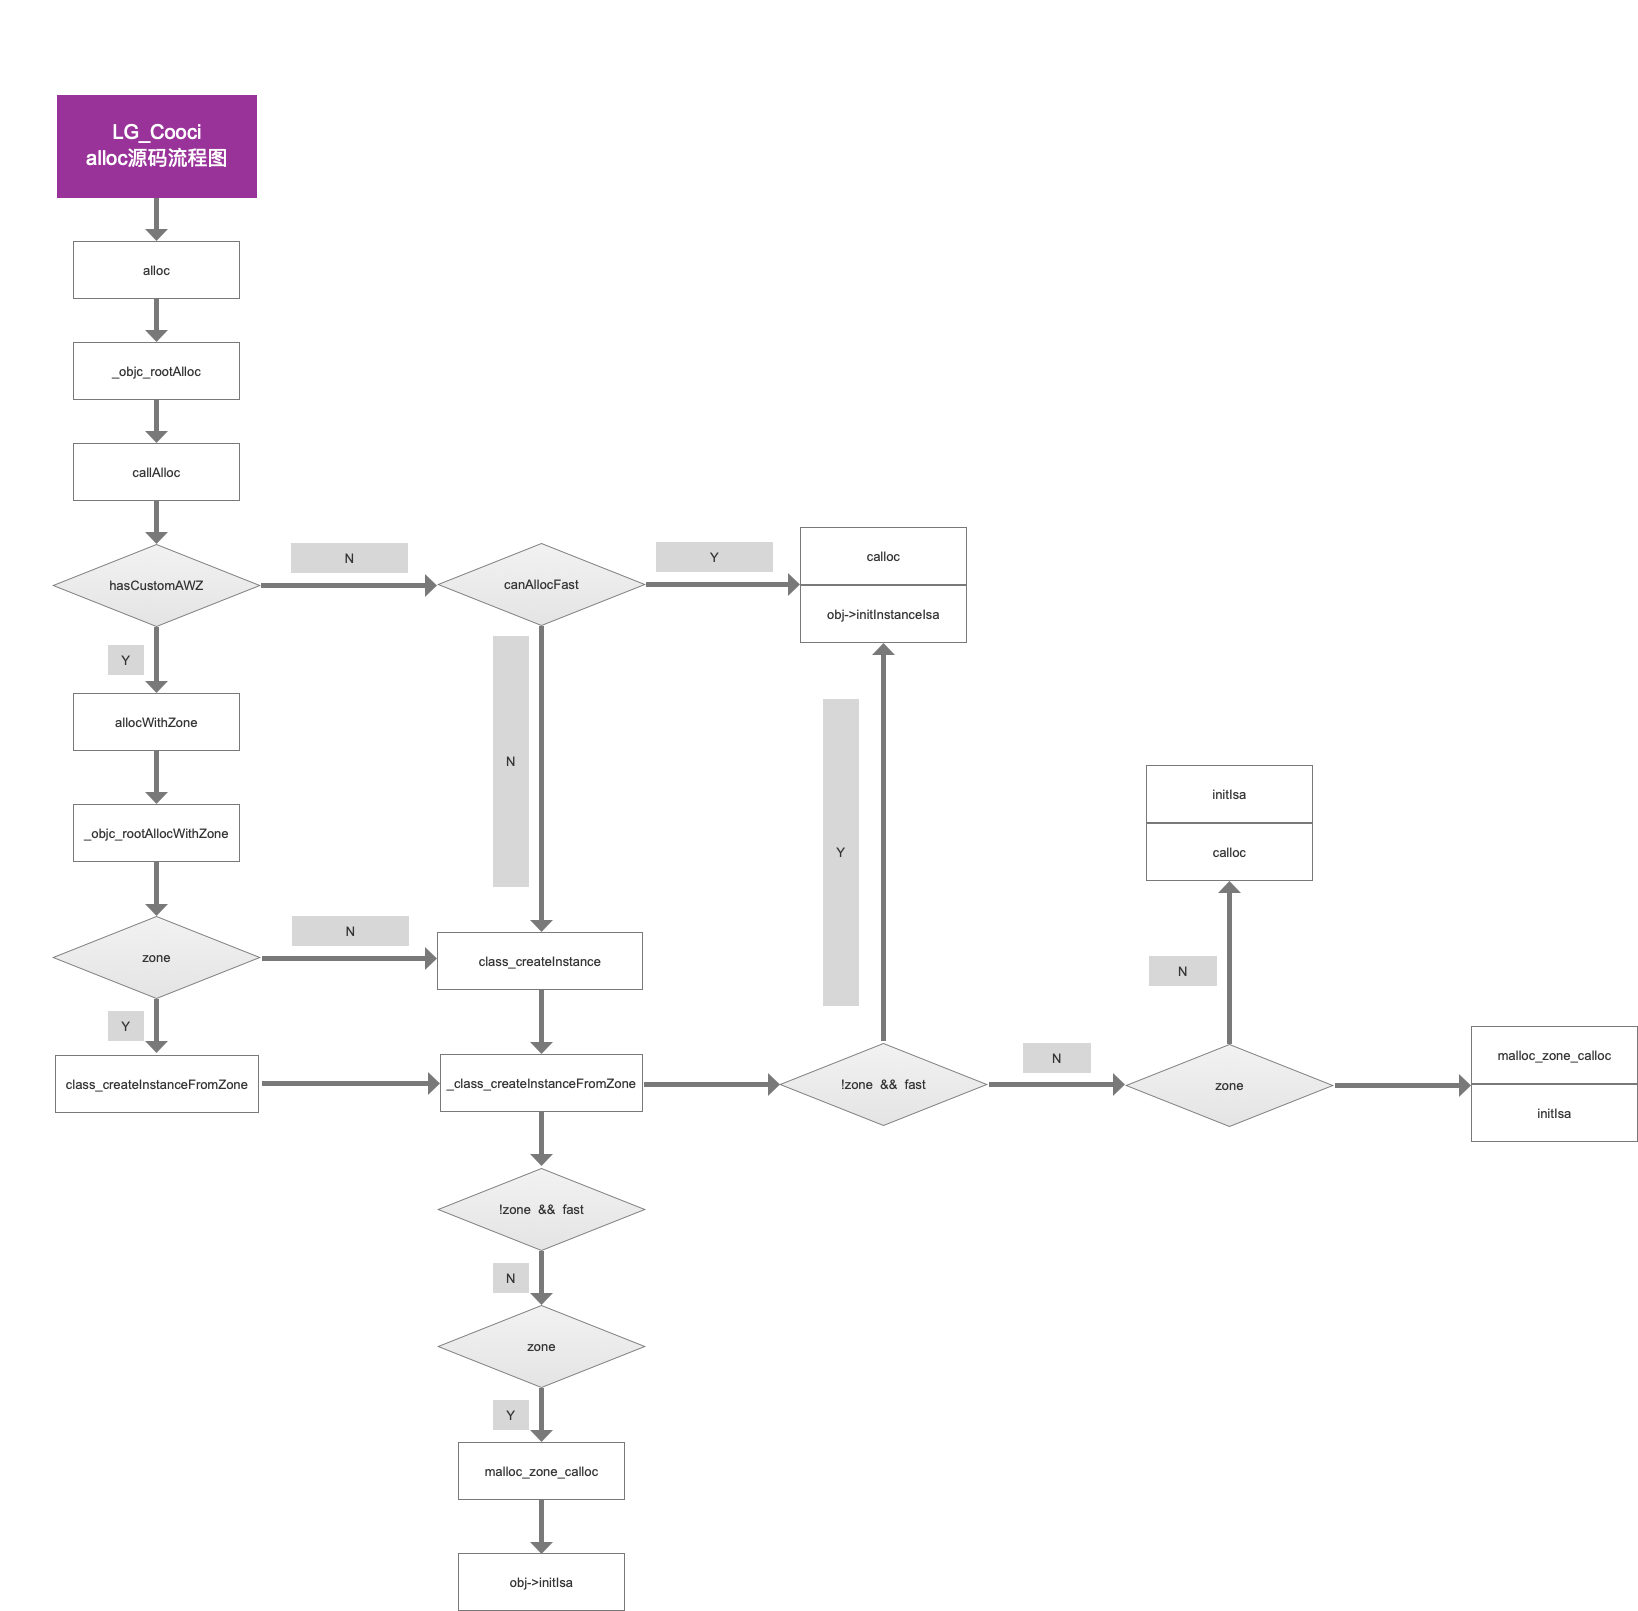 LG_Cooci
alloc源码流程图
alloc
_objc_rootAlloc
callAlloc
hasCustomAWZ
N
canAllocFast
Y
calloc
obj->initInstanceIsa
Y
allocWithZone
_objc_rootAllocWithZone
zone
N
Y
class_createInstanceFromZone
N
class_createInstance
_class_createInstanceFromZone
!zone && fast
N
zone
Y
malloc_zone_calloc
obj->initIsa
Y
!zone && fast
N
zone
N
initIsa
calloc
malloc_zone_calloc
initIsa